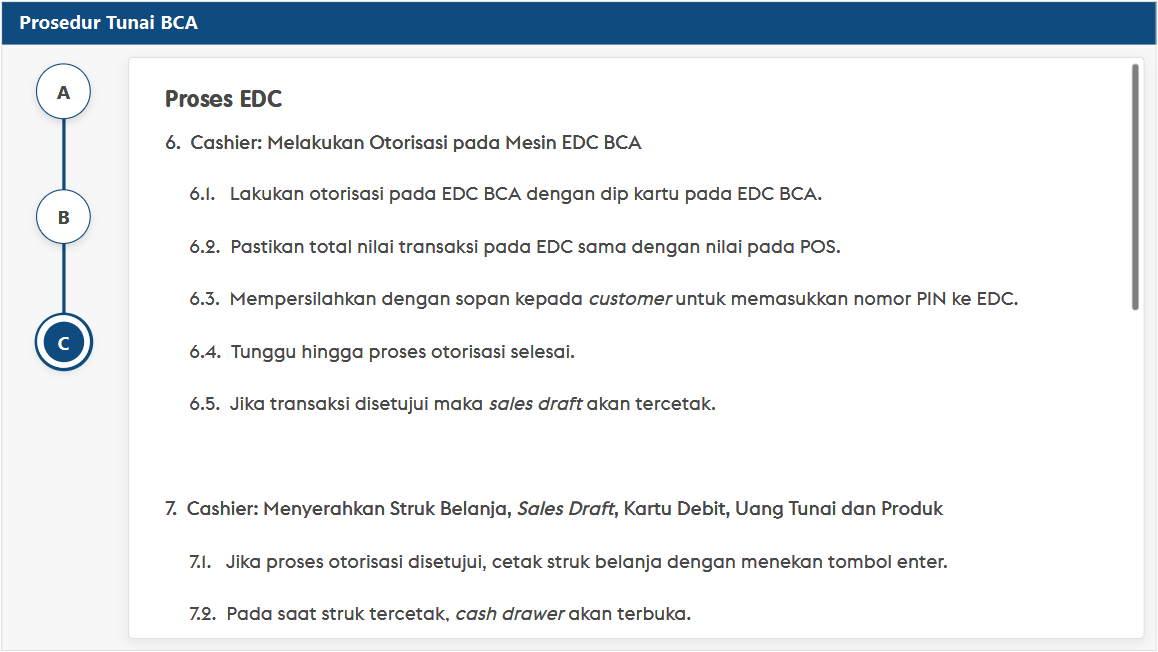 Prosedur Tunai BCA
A
B
C
Proses EDC
6. Cashier: Melakukan Otorisasi pada Mesin EDC BCA
6.1. Lakukan otorisasi pada EDC BCA dengan dip kartu pada EDC BCA.
6.2. Pastikan total nilai transaksi pada EDC sama dengan nilai pada POS.
6.3. Mempersilahkan dengan sopan kepada customer untuk memasukkan nomor PIN ke EDC.
6.4. Tunggu hingga proses otorisasi selesai.
6.5. Jika transaksi disetujui maka sales draft akan tercetak.
7. Cashier: Menyerahkan Struk Belanja, Sales Draft, Kartu Debit, Uang Tunai dan Produk
7.1. Jika proses otorisasi disetujui, cetak struk belanja dengan menekan tombol enter.
7.2. Pada saat struk tercetak, cash drawer akan terbuka.